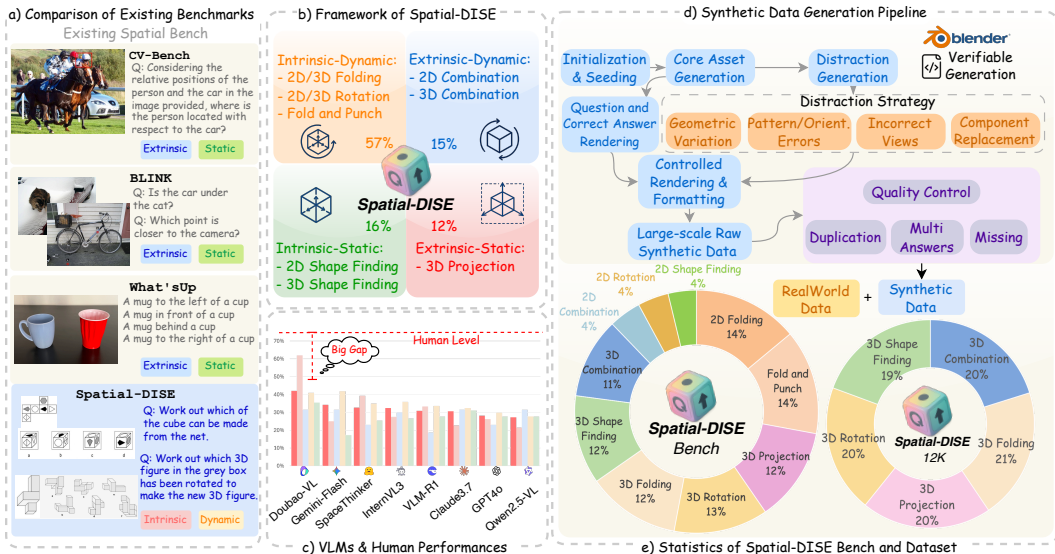 a) Comparison of Existing Benchmarks
Existing Spatial Bench
CV-Bench
Q: Considering the
relative positions of the
person and the car in the
image provided, where is
the person located with
respect to the car?
Extrinsic
Static
BLINK
Q: Is the car under
the cat?
Q: Which point is
closer to the camera?
Extrinsic
Static
What'sUp
A mug to the left of a cup
A mug in front of a cup
A mug behind a cup
A mug to the right of a cup
Extrinsic
Static
Spatial-DISE
Q: Work out which of
the cube can be made
from the net.
a b c d
Q: Work out which 3D
figure in the grey box
has been rotated to
make the new 3D figure.
Intrinsic
Dynamic
b) Framework of Spatial-DISE
Intrinsic-Dynamic:
- 2D/3D Folding
- 2D/3D Rotation
- Fold and Punch
57%
Extrinsic-Dynamic:
- 2D Combination
- 3D Combination
15%
Q
Spatial-DISE
16%
Intrinsic-Static:
- 2D Shape Finding
- 3D Shape Finding
12%
Extrinsic-Static:
- 3D Projection
Human Level
Big Gap
80%
70%
60%
50%
40%
30%
20%
10%
0%
Doubao-VL
Gemini-Flash
SpaceThinker
InternVL3
VLM-R1
Claude3.7
GPT4o
Qwen2.5-VL
c) VLMs & Human Performances
d) Synthetic Data Generation Pipeline
blender
Verifiable
Generation
Initialization
& Seeding
Core Asset
Generation
Distraction
Generation
Question and
Correct Answer
Rendering
Distraction Strategy
Geometric
Variation
Pattern/Orient.
Errors
Incorrect
Views
Component
Replacement
Controlled
Rendering &
Formatting
Large-scale Raw
Synthetic Data
Quality Control
Duplication
Multi
Answers
Missing
RealWorld
Data
+
Synthetic
Data
2D Folding
14%
Fold and
Punch
14%
3D Projection
12%
3D Rotation
13%
3D Folding
12%
3D Shape
Finding
12%
3D
Combination
11%
2D
Combination
4%
2D Rotation
4%
2D Shape Finding
4%
Q
Spatial-DISE
Bench
3D
Combination
20%
3D Folding
21%
3D
Projection
20%
3D Rotation
20%
3D Shape
Finding
19%
Q
Spatial-DISE
12K
e) Statistics of Spatial-DISE Bench and Dataset